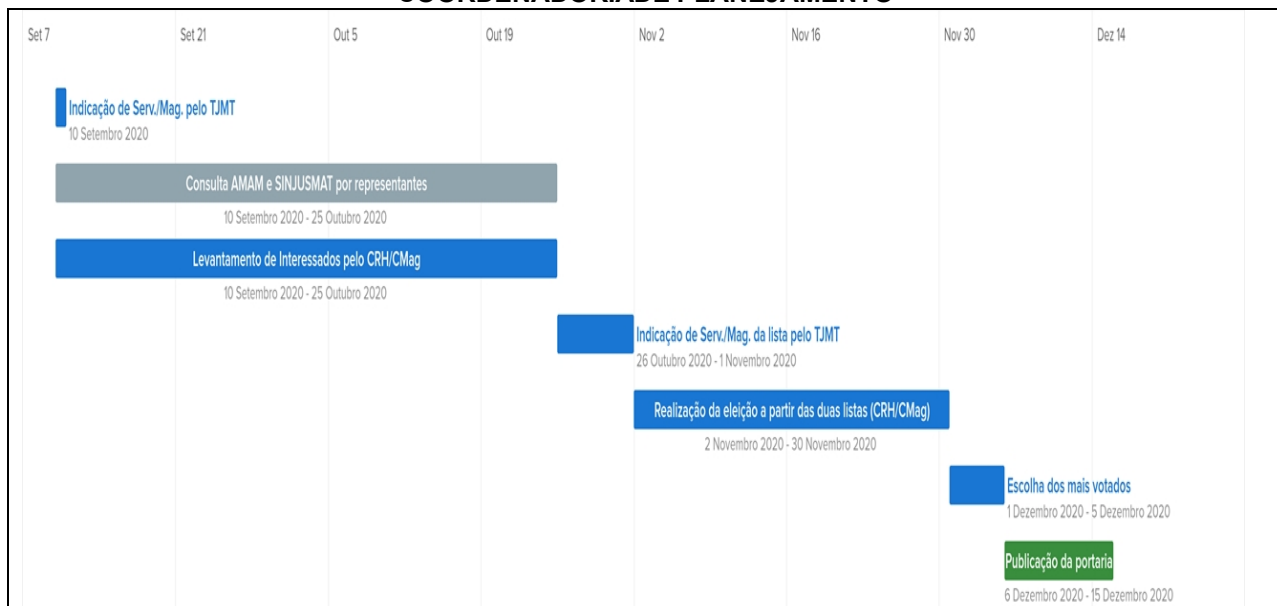 COORDENADORIA DE PLANEJAMENTO
Set 7 Set 21 Out 5 Out 19 Nov 2 Nov 16 Nov 30 Dez 14
Indicação de Serv./Mag. pelo TJMT
10 Setembro 2020
Consulta AMAM e SINJUSMAT por representantes
10 Setembro 2020 - 25 Outubro 2020
Levantamento de Interessados pelo CRH/CMag
10 Setembro 2020 - 25 Outubro 2020
Indicação de Serv./Mag. da lista pelo TJMT
26 Outubro 2020 - 1 Novembro 2020
Realização da eleição a partir das duas listas (CRH/CMag)
2 Novembro 2020 - 30 Novembro 2020
Escolha dos mais votados
1 Dezembro 2020 - 5 Dezembro 2020
Publicação da portaria
6 Dezembro 2020 - 15 Dezembro 2020